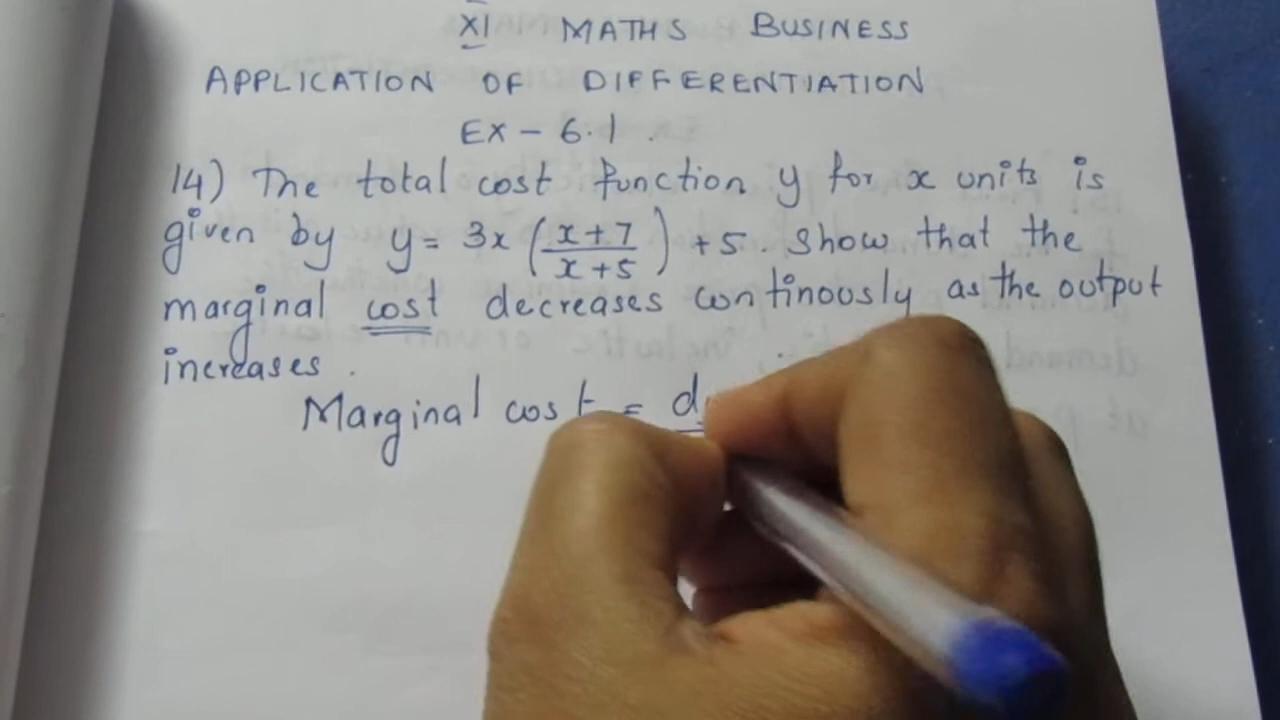 XI MATHS BUSINESS
APPLICATION OF DIFFERENTIATION
EX - 6.1.
14) The total cost function y for x units is
given by y = 3x (x+7/x+5) + 5. Show that the
marginal cost decreases continously as the output
increases.
Marginal cost = d